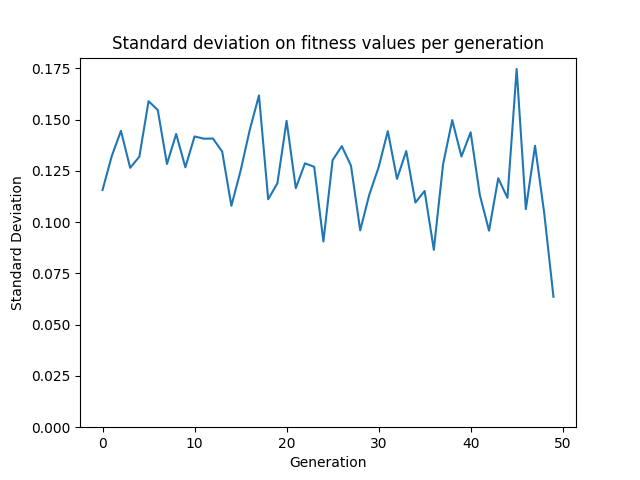 Standard deviation on fitness values per generation
0.175
0.150
0.125
0.100
0.075
0.050
0.025
0.000
Standard Deviation
0 10 20 30 40 50
Generation